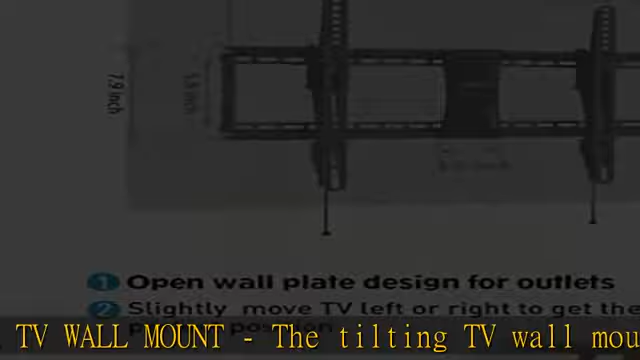 7.9 inch
1 Open wall plate design for outlets
2 Slightly move TV left or right to get the
position
TV WALL MOUNT - The tilting TV wall mou